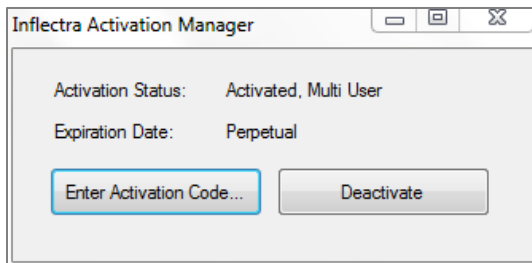 Inflectra Activation Manager
Activation Status: Activated, Multi User
Expiration Date: Perpetual
Enter Activation Code... Deactivate